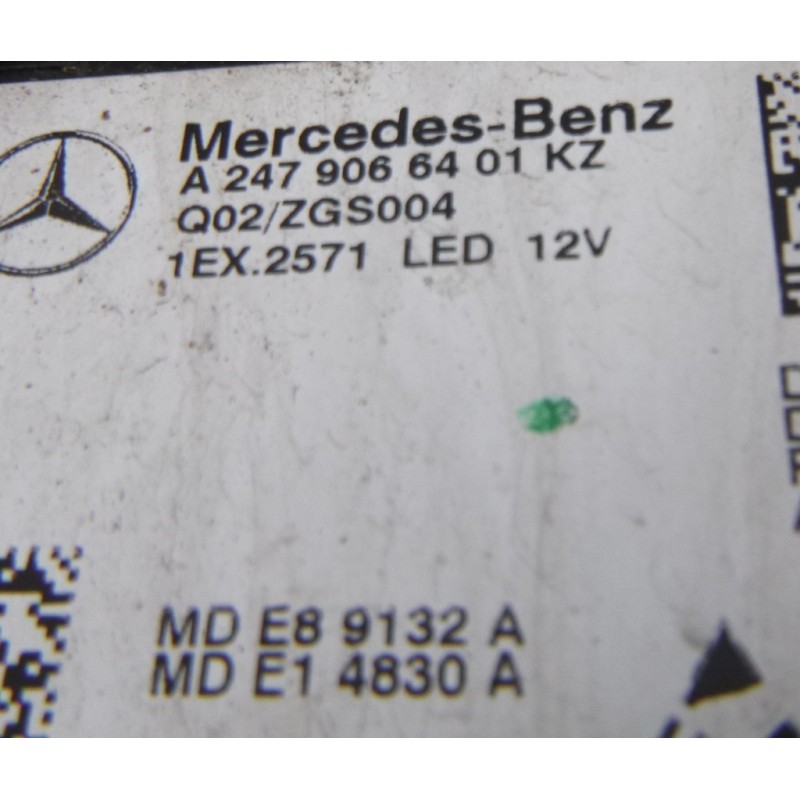 Mercedes-Benz
A 247 906 64 01 KZ
Q02/ZGS004
1EX.2571 LED 12V
MD E8 9132 A
MD E1 4830 A